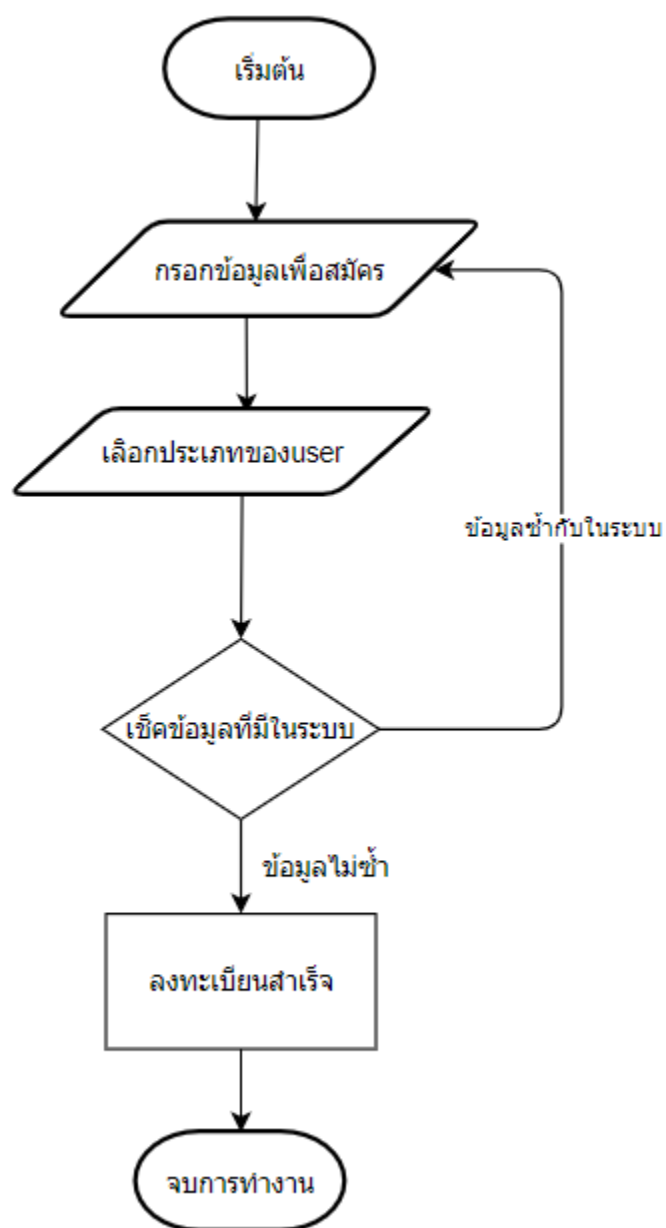 เริ่มต้น
กรอกข้อมูลเพื่อสมัคร
เลือกประเภทของuser
ข้อมูลซ้ำกับในระบบ
เช็คข้อมูลที่มีในระบบ
ข้อมูลไม่ซ้ำ
ลงทะเบียนสำเร็จ
จบการทำงาน